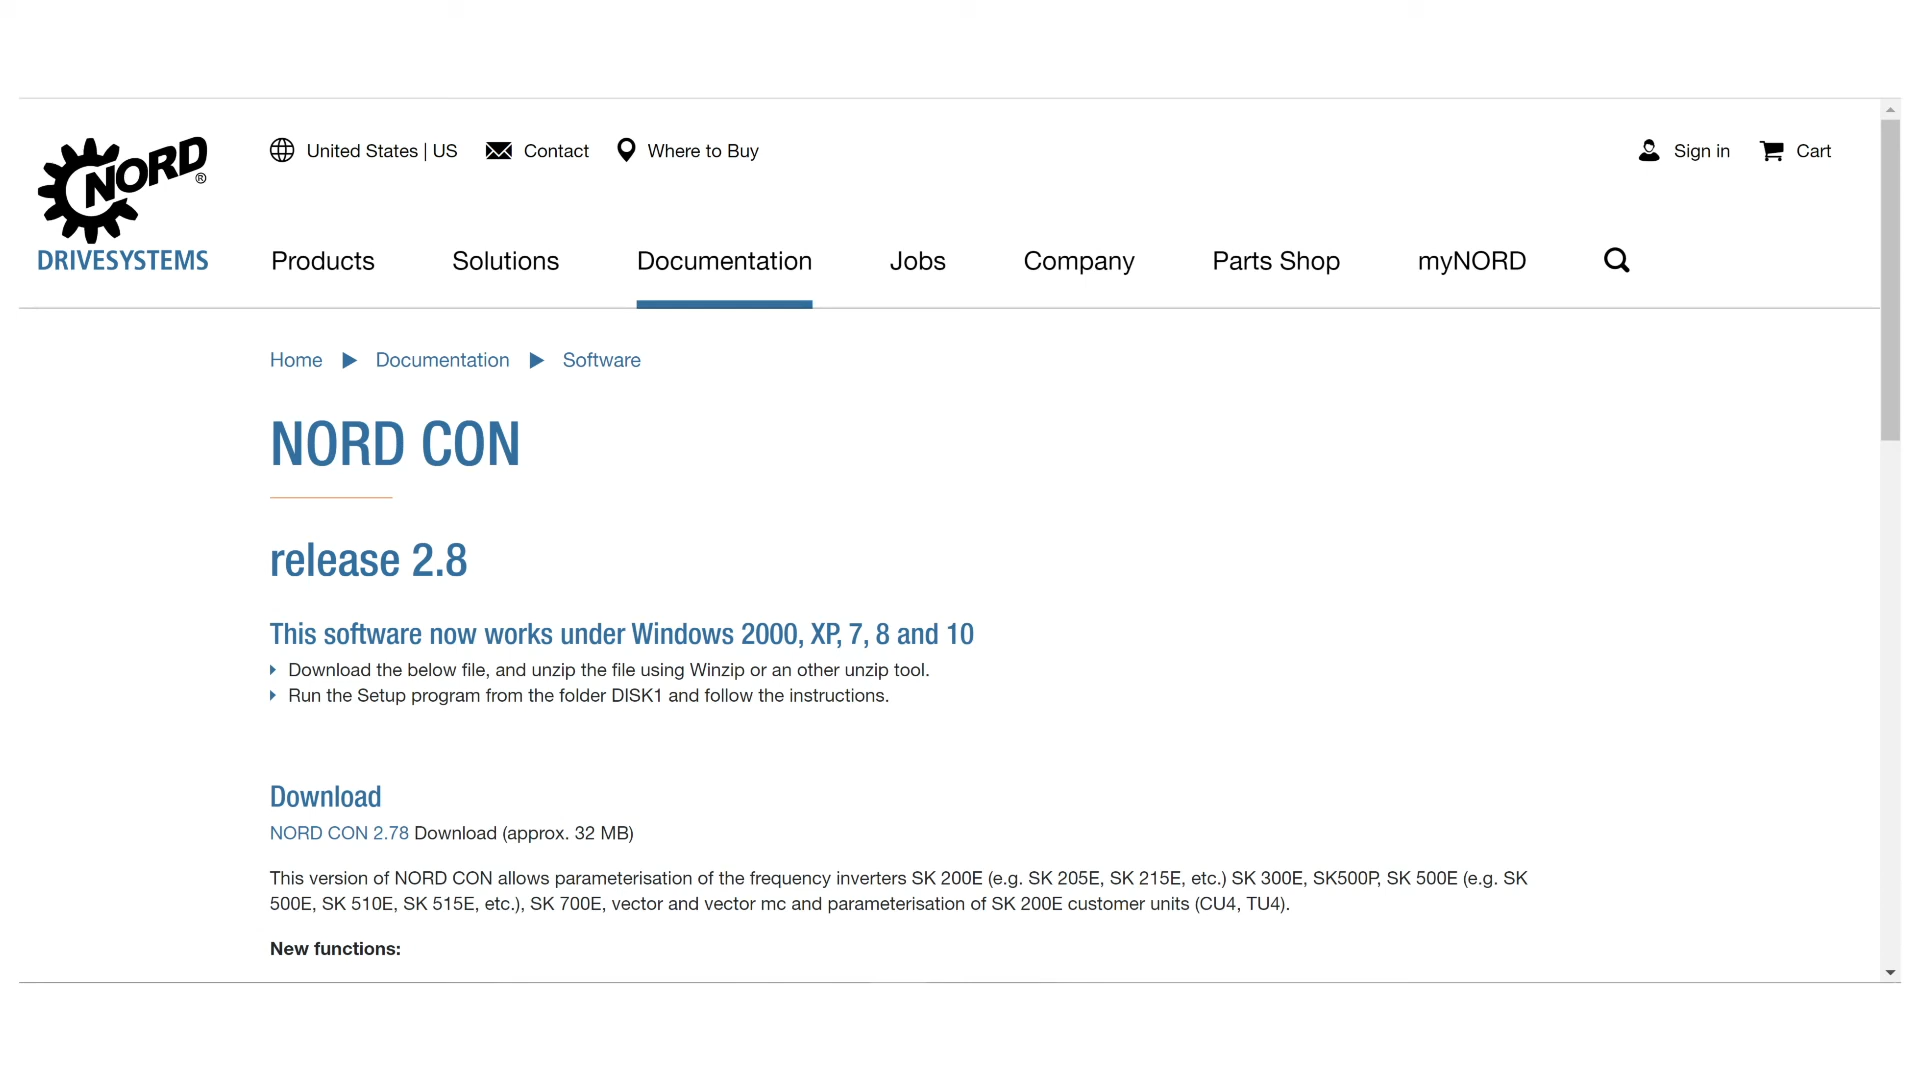 NORD®
DRIVESYSTEMS
United States | US Contact Where to Buy
Sign in Cart
Products Solutions Documentation Jobs Company Parts Shop myNORD
Home Documentation Software
NORD CON
release 2.8
This software now works under Windows 2000, XP, 7, 8 and 10
Download the below file, and unzip the file using Winzip or an other unzip tool.
Run the Setup program from the folder DISK1 and follow the instructions.
Download
NORD CON 2.78 Download (approx. 32 MB)
This version of NORD CON allows parameterisation of the frequency inverters SK 200E (e.g. SK 205E, SK 215E, etc.) SK 300E, SK500P, SK 500E (e.g. SK
500E, SK 510E, SK 515E, etc.), SK 700E, vector and vector mc and parameterisation of SK 200E customer units (CU4, TU4).
New functions: